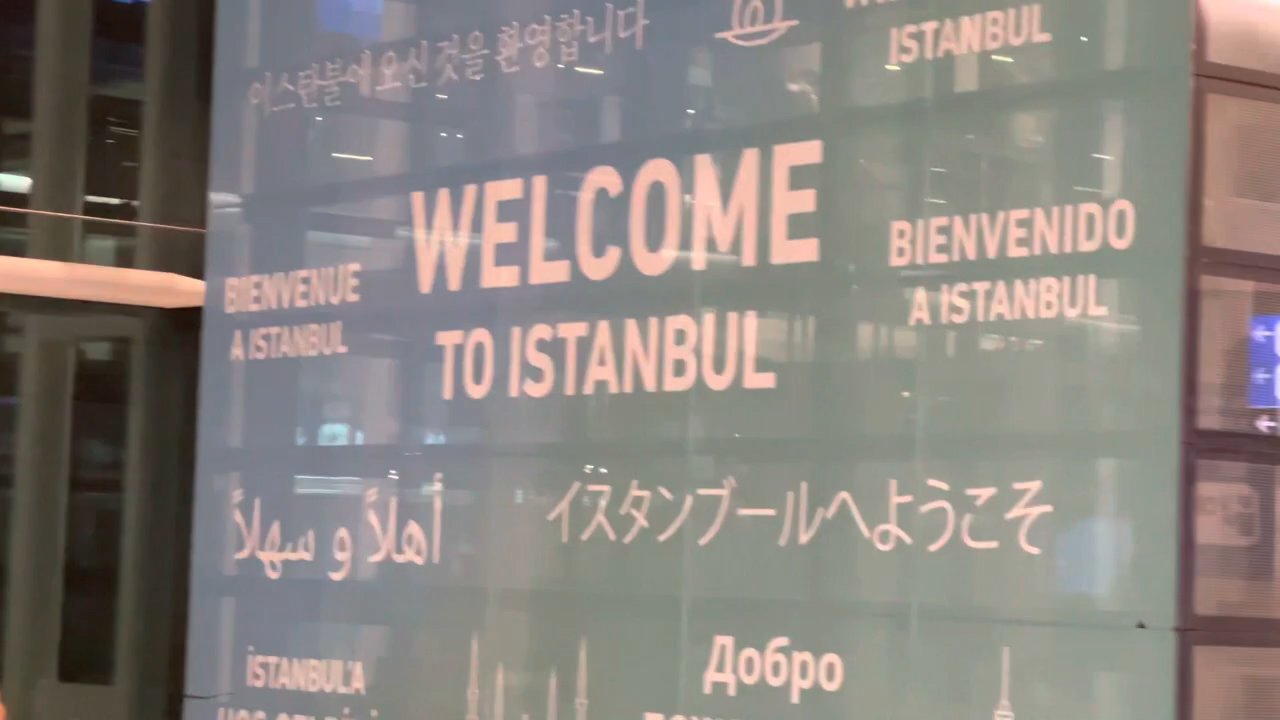 이스탄불에 오신 것을 환영합니다
ISTANBUL
WELCOME
TO ISTANBUL
BIENVENUE
A ISTANBUL
BIENVENIDO
A ISTANBUL
أهلاً و سهلاً
イスタンブールへようこそ
İSTANBUL'A
Добро